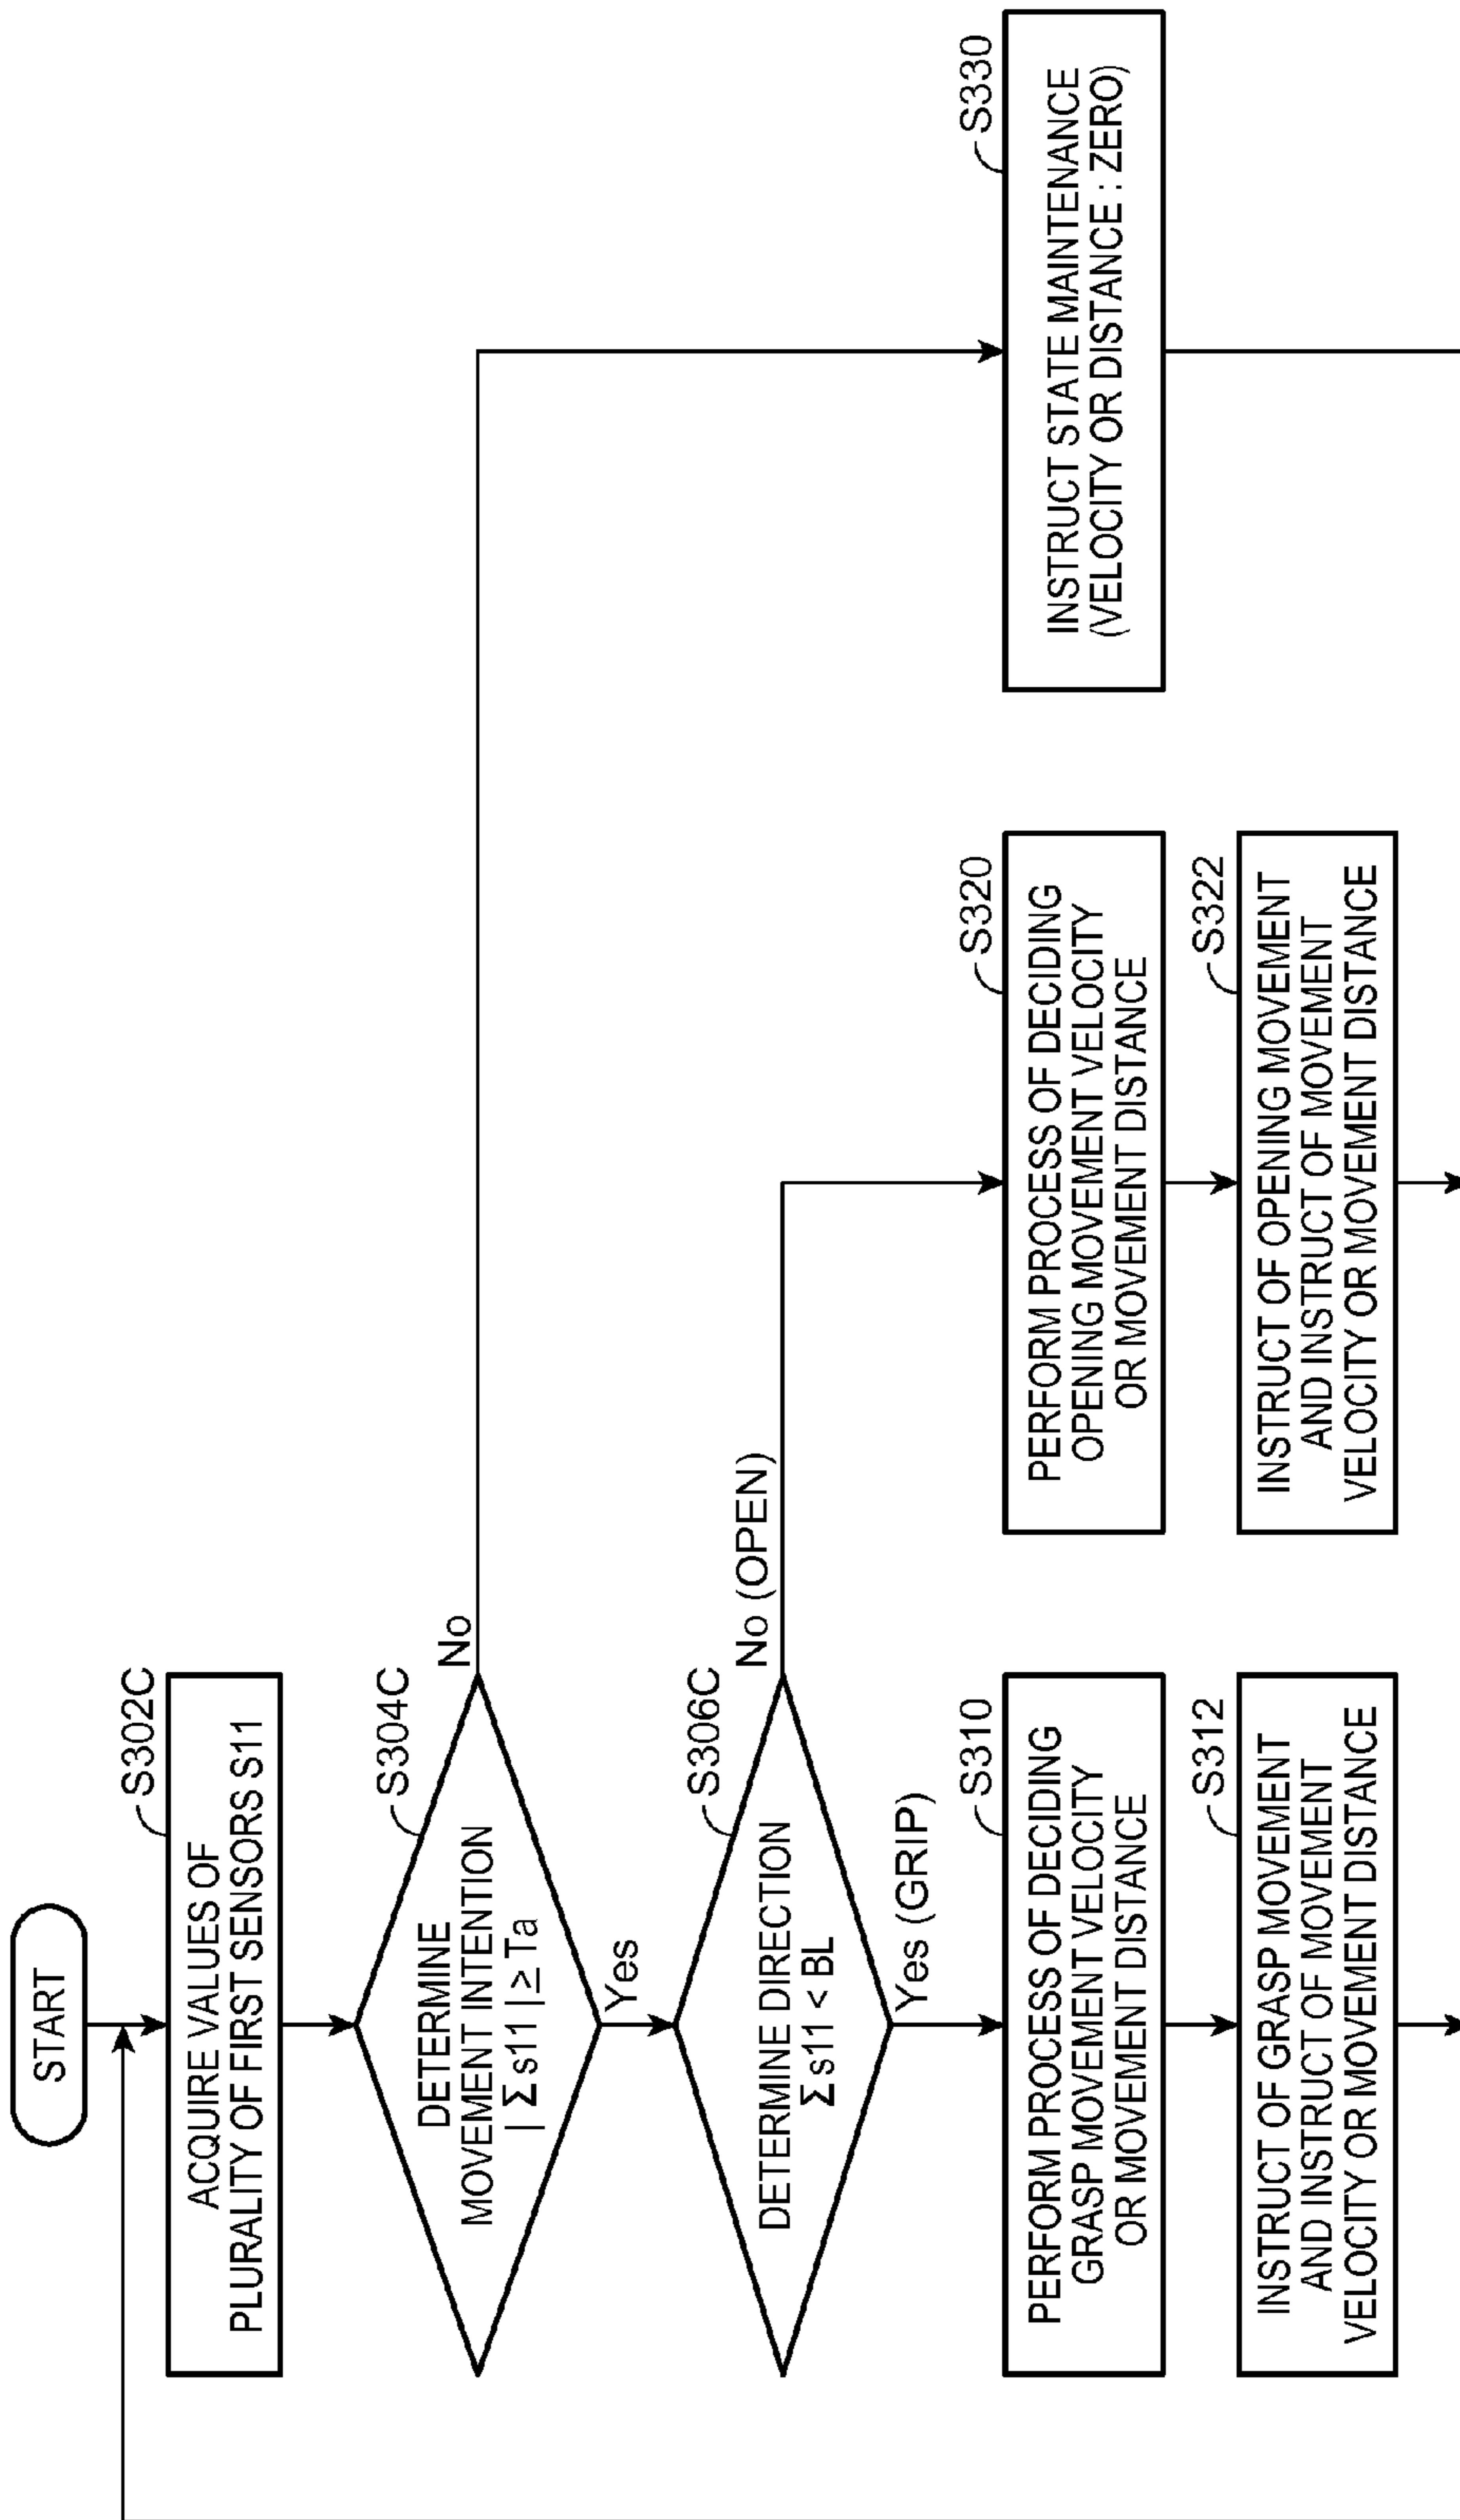 START
S302C
ACQUIRE VALUES OF
PLURALITY OF FIRST SENSORS s11
S304C
DETERMINE
MOVEMENT INTENTION
| Σs11 | ≥ Ta
No
Yes
S306C
DETERMINE DIRECTION
Σs11 < BL
No (OPEN)
Yes (GRIP)
S310
PERFORM PROCESS OF DECIDING
GRASP MOVEMENT VELOCITY
OR MOVEMENT DISTANCE
S320
PERFORM PROCESS OF DECIDING
OPENING MOVEMENT VELOCITY
OR MOVEMENT DISTANCE
S330
INSTRUCT STATE MAINTENANCE
(VELOCITY OR DISTANCE : ZERO)
S312
INSTRUCT OF GRASP MOVEMENT
AND INSTRUCT OF MOVEMENT
VELOCITY OR MOVEMENT DISTANCE
S322
INSTRUCT OF OPENING MOVEMENT
AND INSTRUCT OF MOVEMENT
VELOCITY OR MOVEMENT DISTANCE